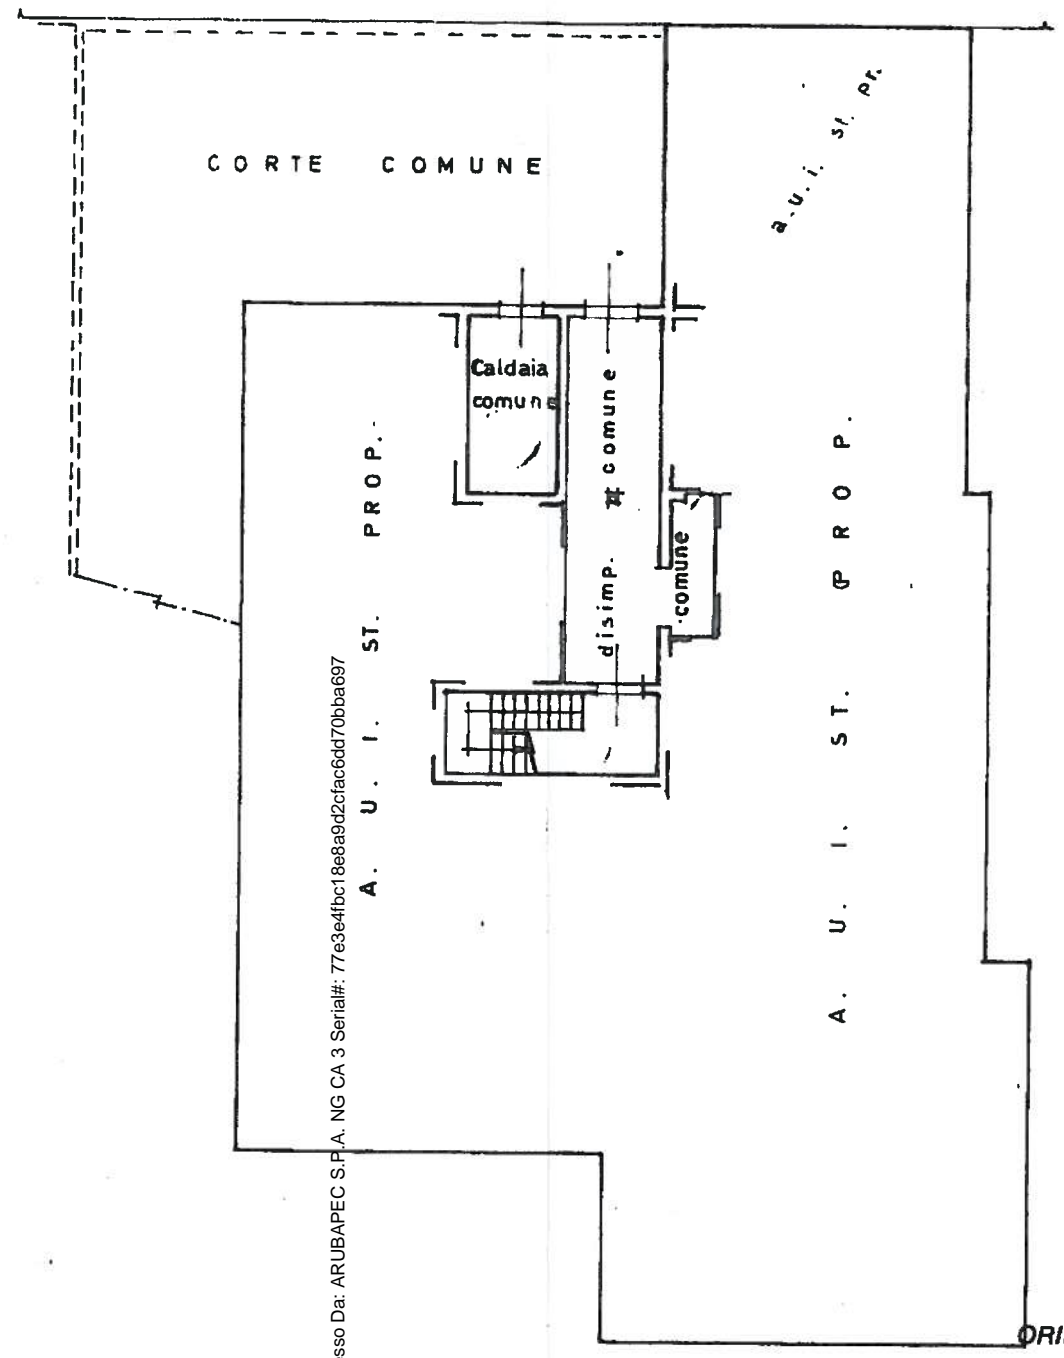 CORTE COMUNE
a.u.i. st. pr.
Caldaia
comune
disimp. comune
comune
A. U. I. ST. PROP.
A. U. I. ST. PROP.
sso Da: ARUBAPEC S.P.A. NG CA 3 Serial#: 77e3e4fbc18e8a9d2cfac6dd70bba697
ORI